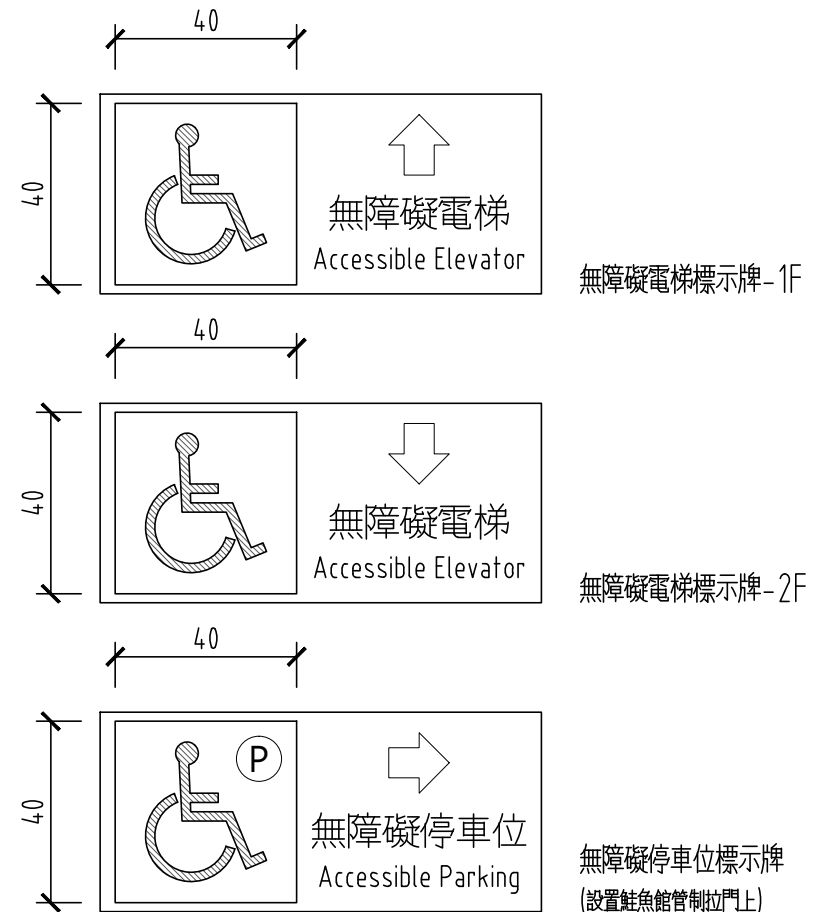 40
40
無障礙電梯
Accessible Elevator
無障礙電梯標示牌-1F
40
40
無障礙電梯
Accessible Elevator
無障礙電梯標示牌-2F
40
40
P
無障礙停車位
Accessible Parking
無障礙停車位標示牌
(設置鮭魚館管制拉門上)